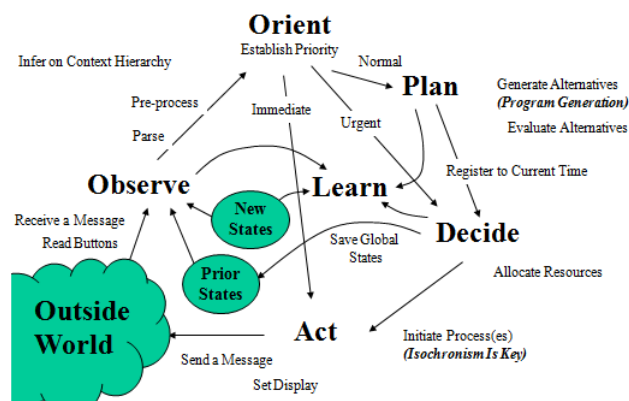 Orient
Establish Priority
Infer on Context Hierarchy
Normal
Plan
Generate Alternatives
(Program Generation)
Evaluate Alternatives
Pre-process
Immediate
Parse
Urgent
Register to Current Time
Observe
Learn
Receive a Message
Read Buttons
New
States
Decide
Save Global
States
Prior
States
Allocate Resources
Outside
World
Act
Initiate Process(es)
(Isochronism Is Key)
Send a Message
Set Display